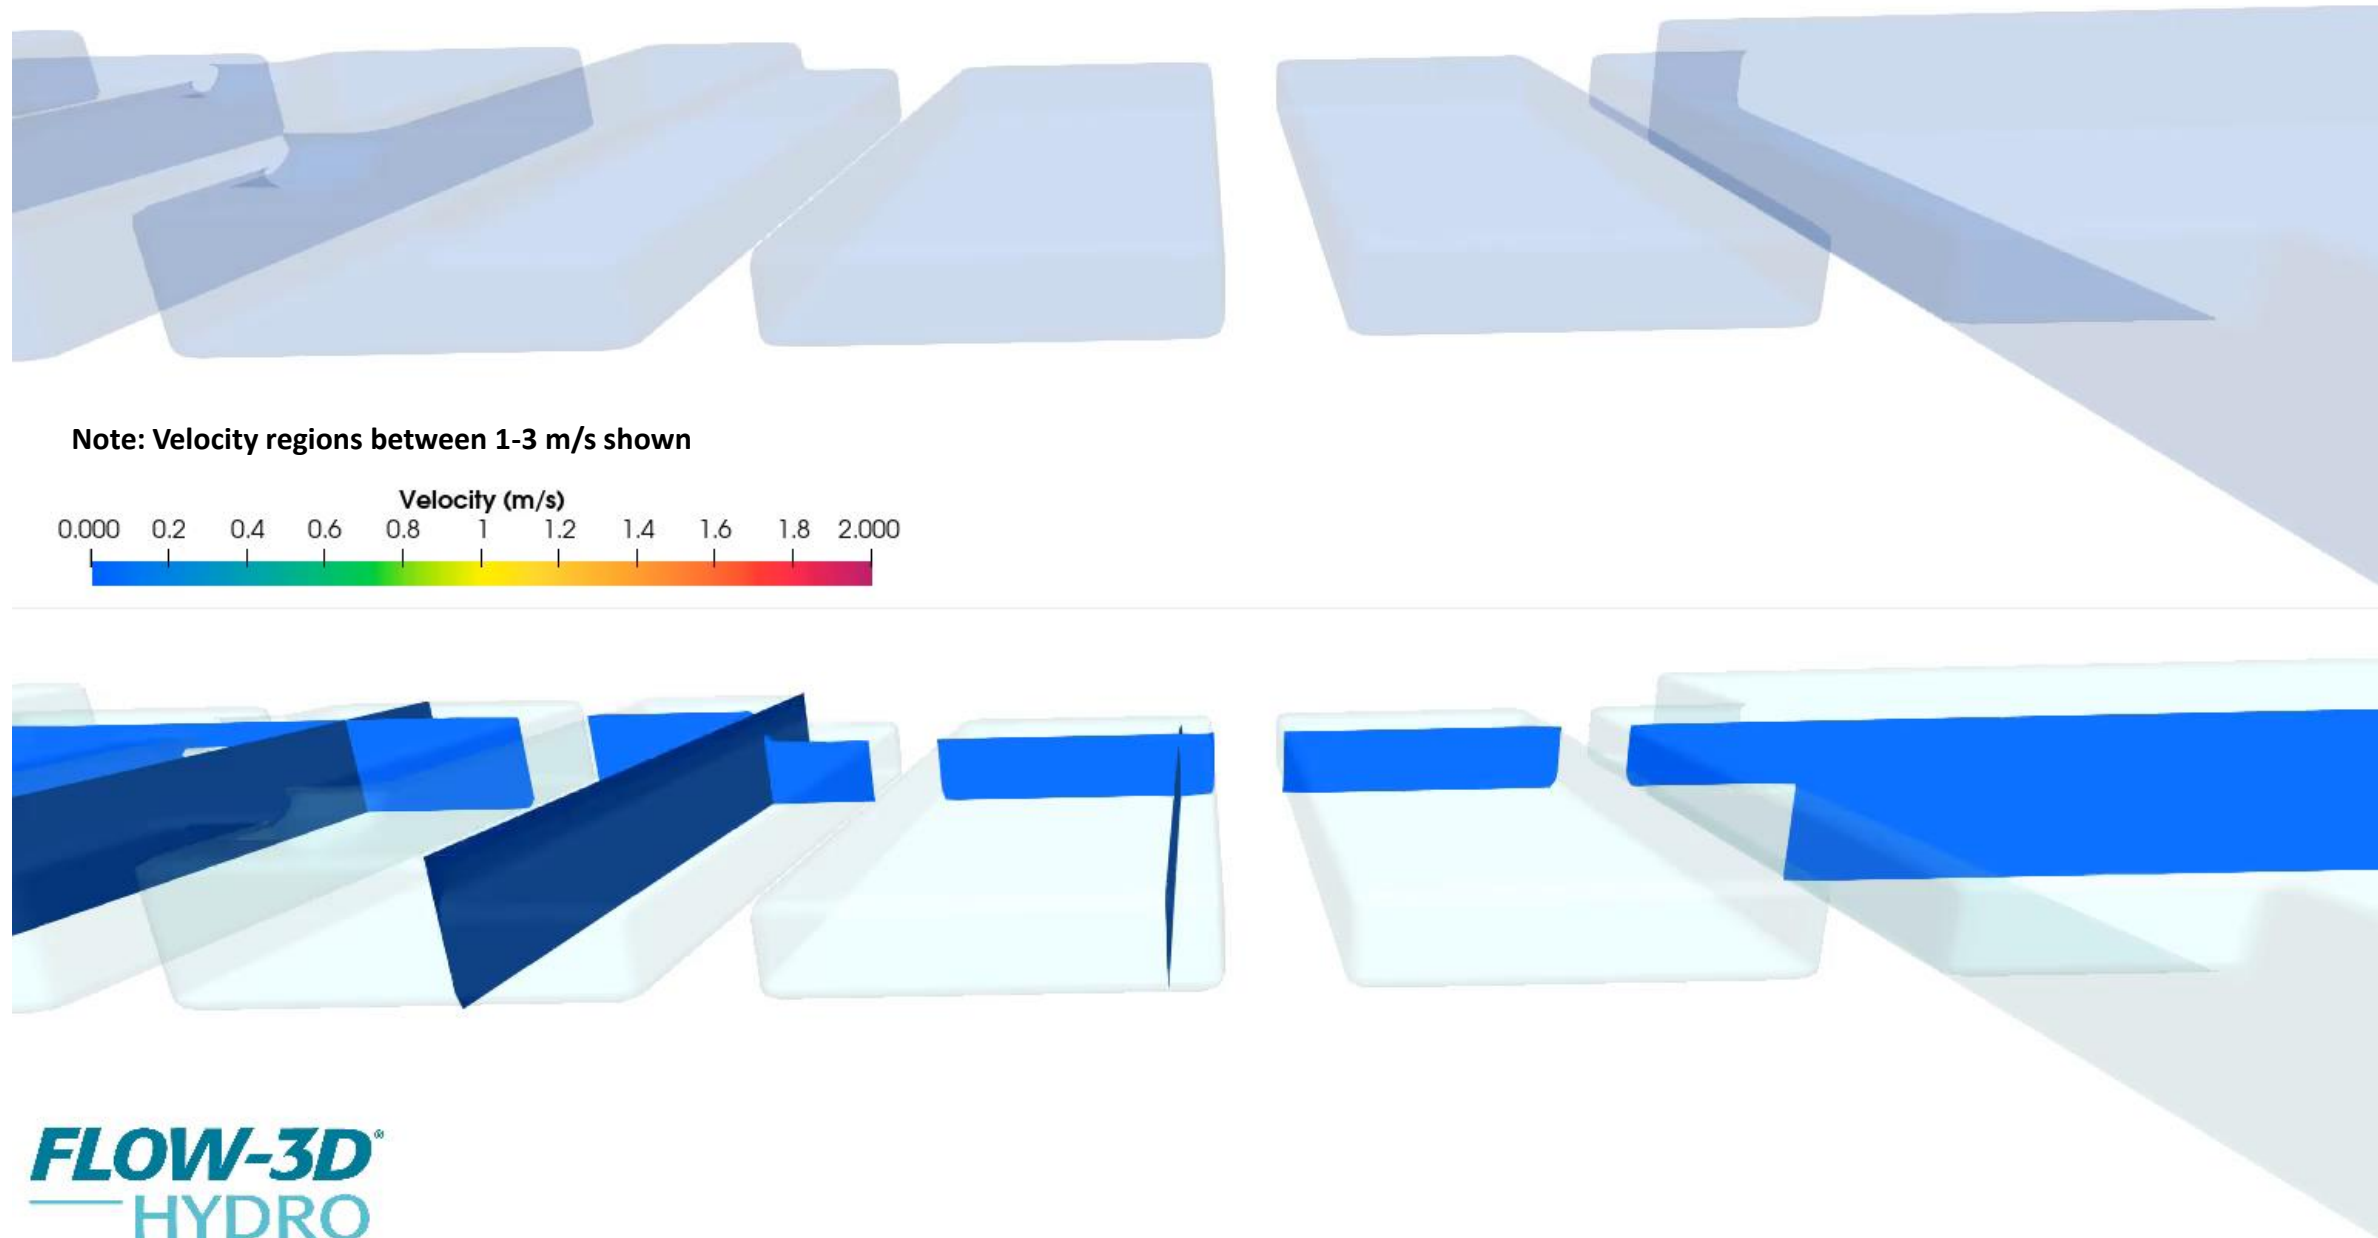 Note: Velocity regions between 1-3 m/s shown
Velocity (m/s)
0.000 0.2 0.4 0.6 0.8 1 1.2 1.4 1.6 1.8 2.000
FLOW-3D®
HYDRO